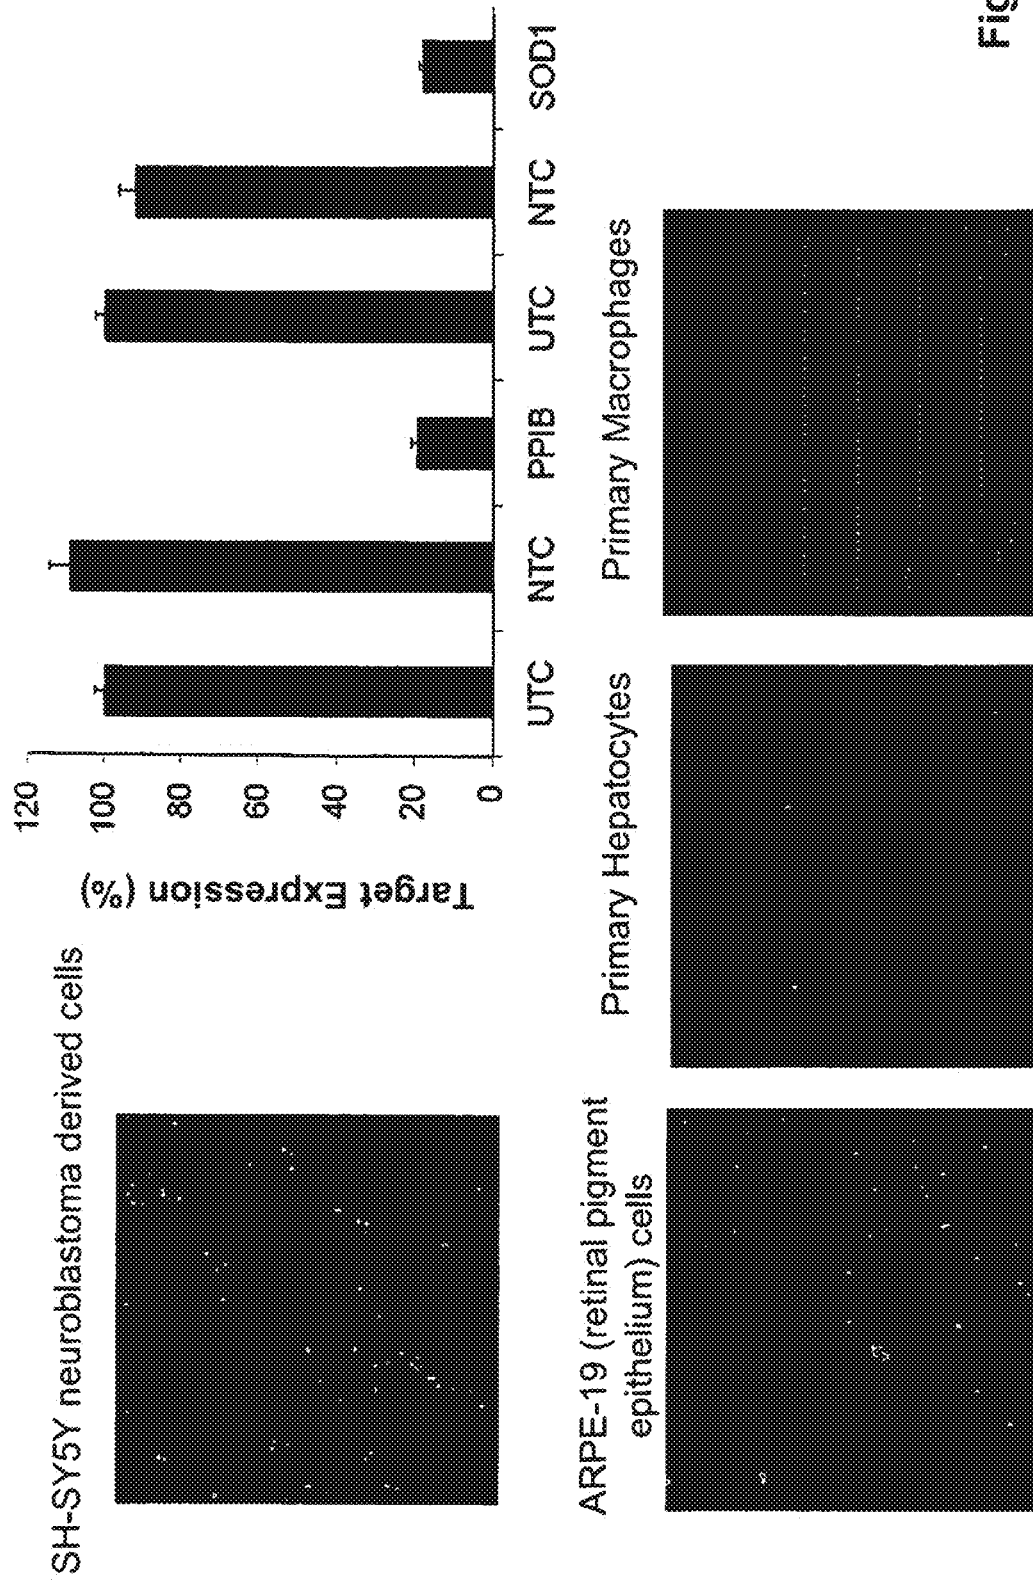 SH-SY5Y neuroblastoma derived cells
Target Expression (%)
120
100
80
60
40
20
0
UTC NTC PPIB UTC NTC SOD1
ARPE-19 (retinal pigment
epithelium) cells
Primary Hepatocytes
Primary Macrophages
Fig